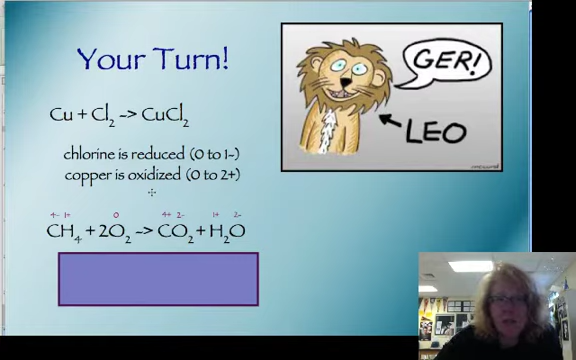 Your Turn!
GER!
LEO
Cu + Cl₂ -> CuCl₂
chlorine is reduced (0 to 1-)
copper is oxidized (0 to 2+)
4- 1+ 0 4+ 2- 1+ 2-
CH₄ + 2O₂ -> CO₂ + H₂O